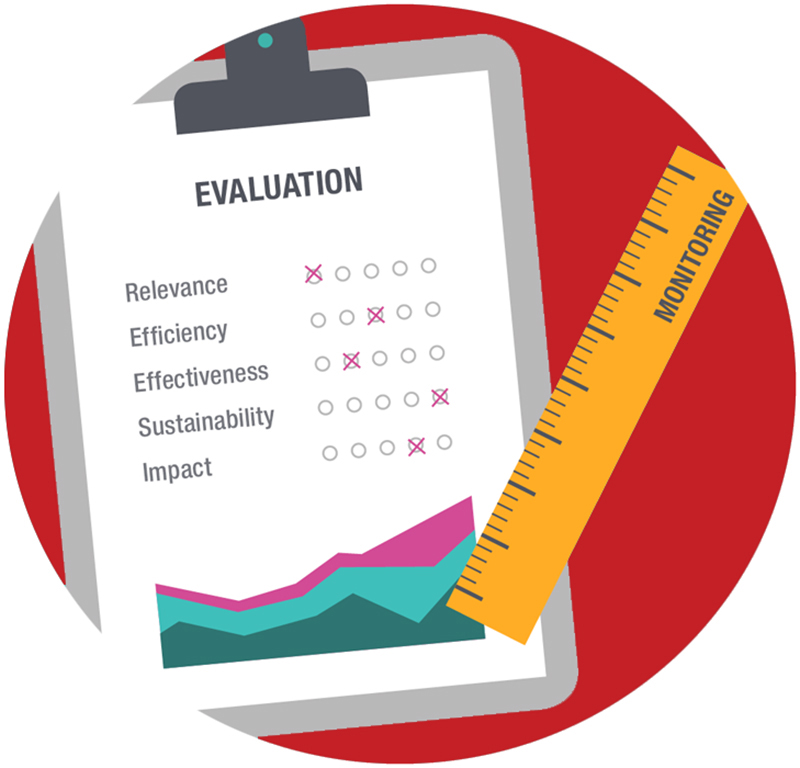 EVALUATION
Relevance
Efficiency
Effectiveness
Sustainability
Impact
MONITORING